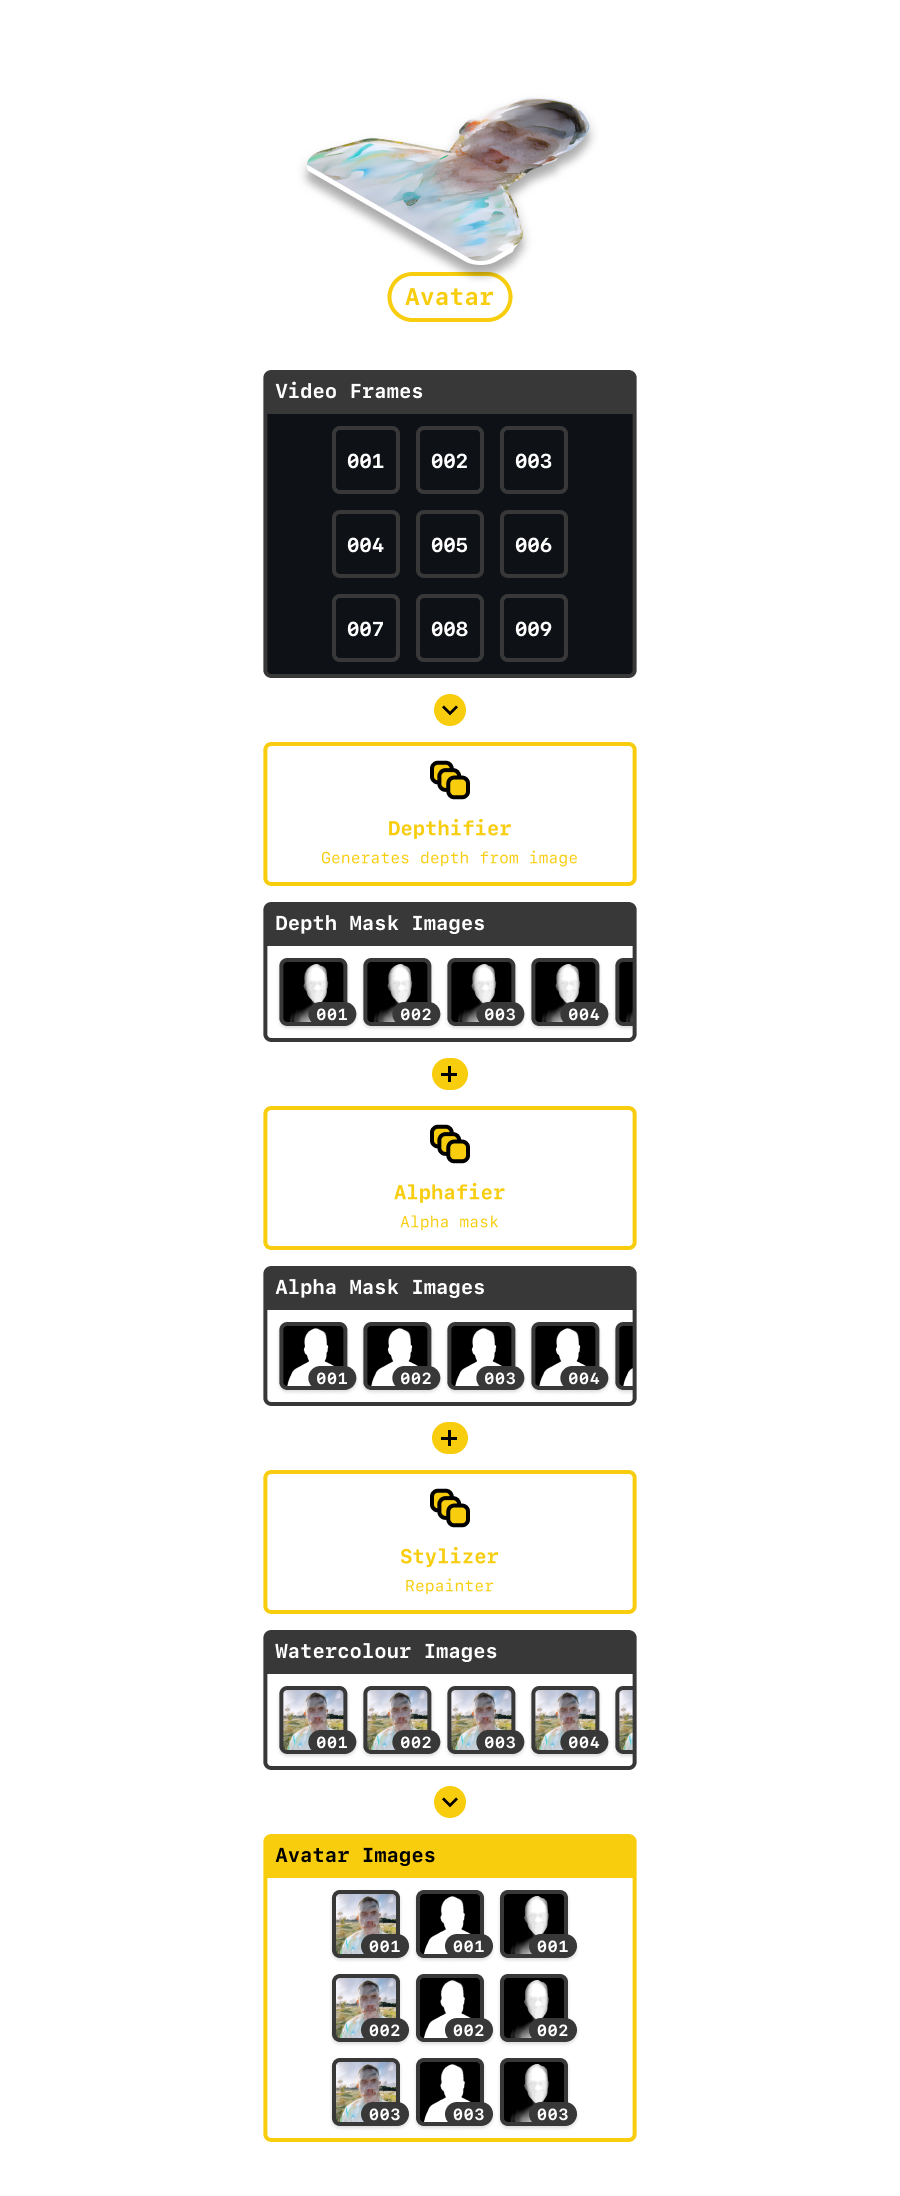 Avatar
Video Frames
001 002 003
004 005 006
007 008 009
Depthifier
Generates depth from image
Depth Mask Images
001 002 003 004
Alphafier
Alpha mask
Alpha Mask Images
001 002 003 004
Stylizer
Repainter
Watercolour Images
001 002 003 004
Avatar Images
001 001 001
002 002 002
003 003 003